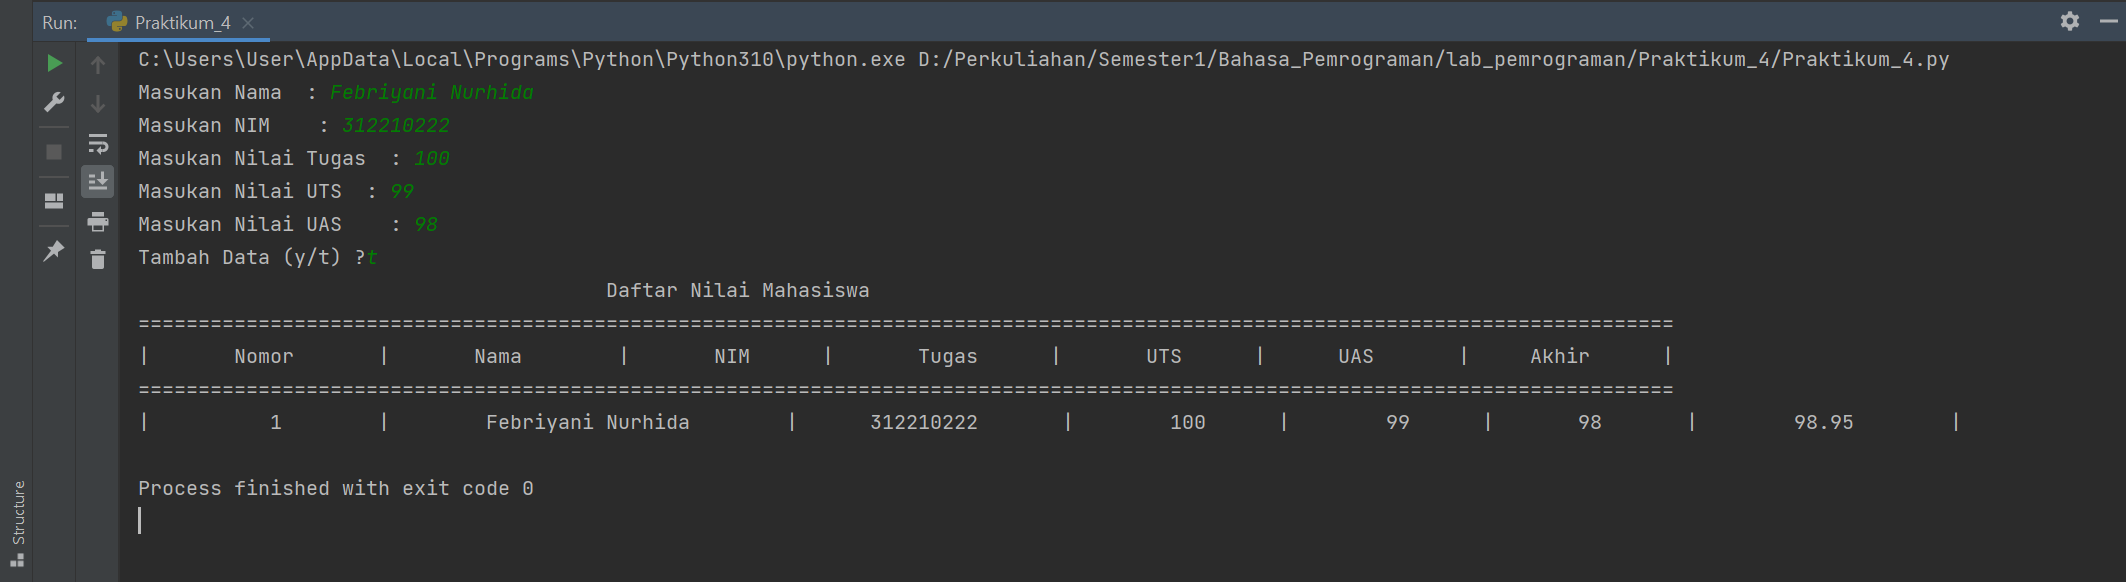 Run: Praktikum_4
C:\Users\User\AppData\Local\Programs\Python\Python310\python.exe D:/Perkuliahan/Semester1/Bahasa_Pemrograman/lab_pemrograman/Praktikum_4/Praktikum_4.py
Masukan Nama  : Febriyani Nurhida
Masukan NIM    : 312210222
Masukan Nilai Tugas  : 100
Masukan Nilai UTS  : 99
Masukan Nilai UAS    : 98
Tambah Data (y/t) ?t
Daftar Nilai Mahasiswa
================================================================================================================================
|       Nomor       |       Nama        |       NIM      |       Tugas      |       UTS      |      UAS       |     Akhir      |
================================================================================================================================
|          1        |        Febriyani Nurhida        |      312210222       |        100      |        99      |       98       |        98.95        |
Process finished with exit code 0
Structure